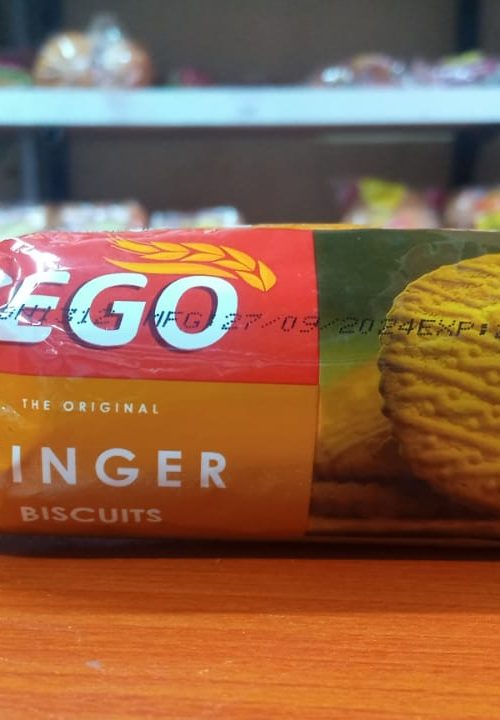 EGO
MFG:27/09/2024EXP:
THE ORIGINAL
INGER
BISCUITS